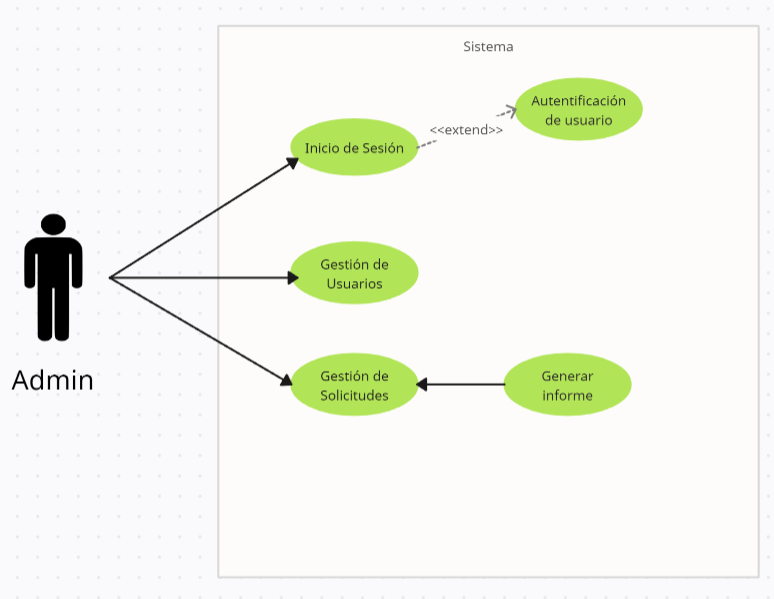 Sistema
Autentificación
de usuario
<<extend>>
Inicio de Sesión
Gestión de
Usuarios
Admin
Gestión de
Solicitudes
Generar
informe